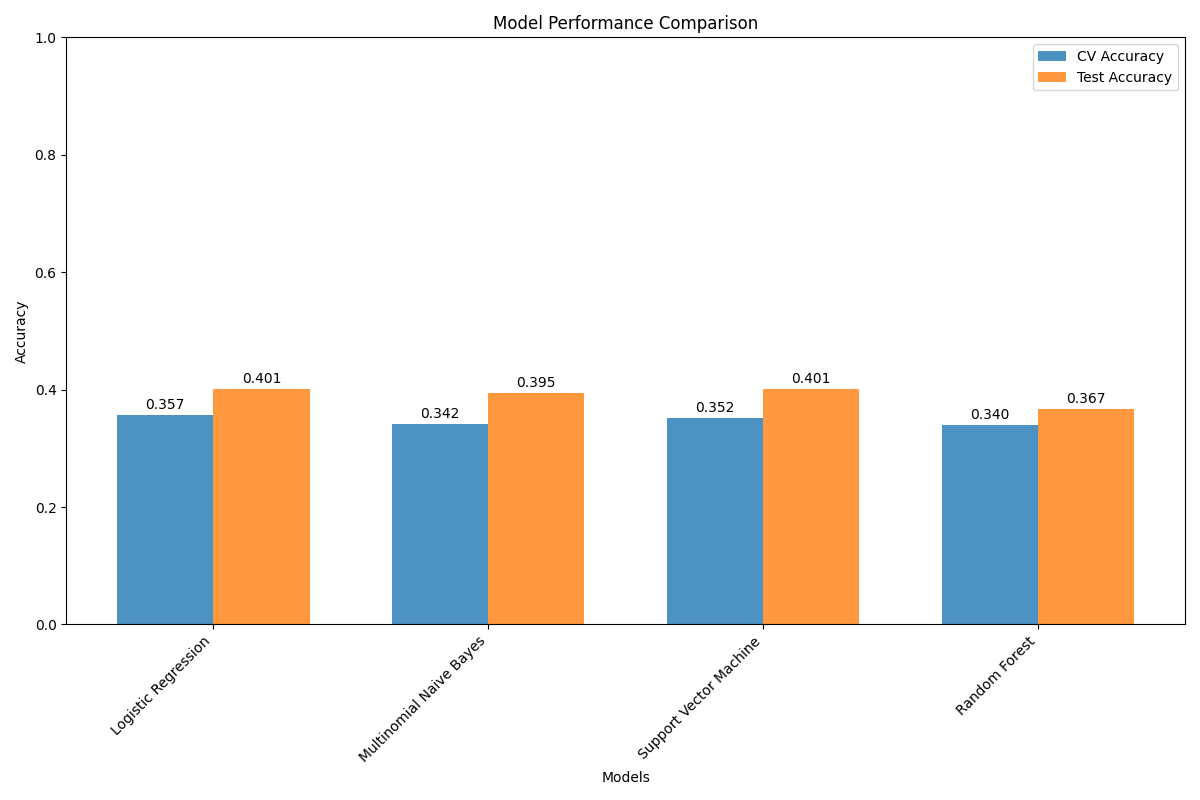 Model Performance Comparison
CV Accuracy
Test Accuracy
Accuracy
1.0
0.8
0.6
0.4
0.2
0.0
0.357
0.401
0.342
0.395
0.352
0.401
0.340
0.367
Logistic Regression
Multinomial Naive Bayes
Support Vector Machine
Random Forest
Models